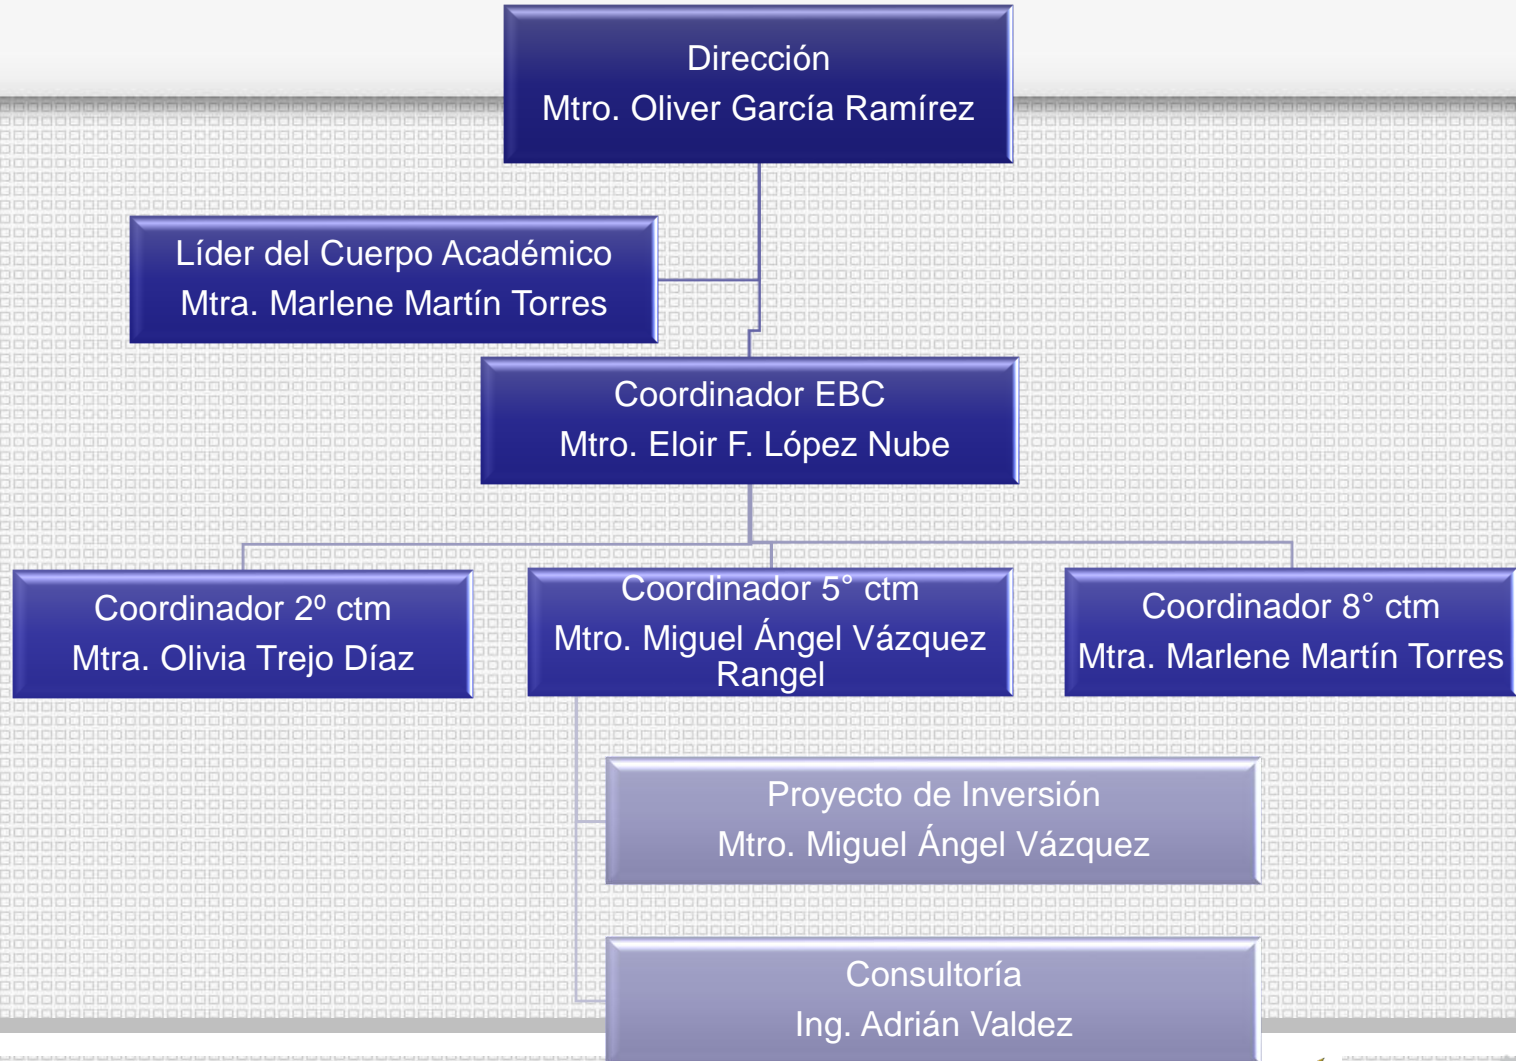 Dirección
Mtro. Oliver García Ramírez
Líder del Cuerpo Académico
Mtra. Marlene Martín Torres
Coordinador EBC
Mtro. Eloir F. López Nube
Coordinador 2º ctm
Mtra. Olivia Trejo Díaz
Coordinador 5° ctm
Mtro. Miguel Ángel Vázquez
Rangel
Coordinador 8° ctm
Mtra. Marlene Martín Torres
Proyecto de Inversión
Mtro. Miguel Ángel Vázquez
Consultoría
Ing. Adrián Valdez